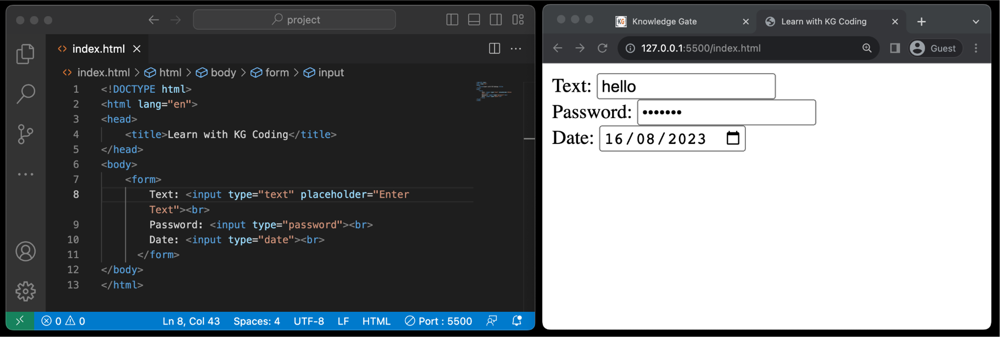 project
index.html
index.html > html > body > form > input
1 <!DOCTYPE html>
2 <html lang="en">
3 <head>
4 <title>Learn with KG Coding</title>
5 </head>
6 <body>
7 <form>
8 Text: <input type="text" placeholder="Enter
Text"><br>
9 Password: <input type="password"><br>
10 Date: <input type="date"><br>
11 </form>
12 </body>
13 </html>
0 0 Ln 8, Col 43 Spaces: 4 UTF-8 LF HTML Port : 5500
KG Knowledge Gate Learn with KG Coding
127.0.0.1:5500/index.html Guest
Text: hello
Password: •••••••
Date: 16/08/2023